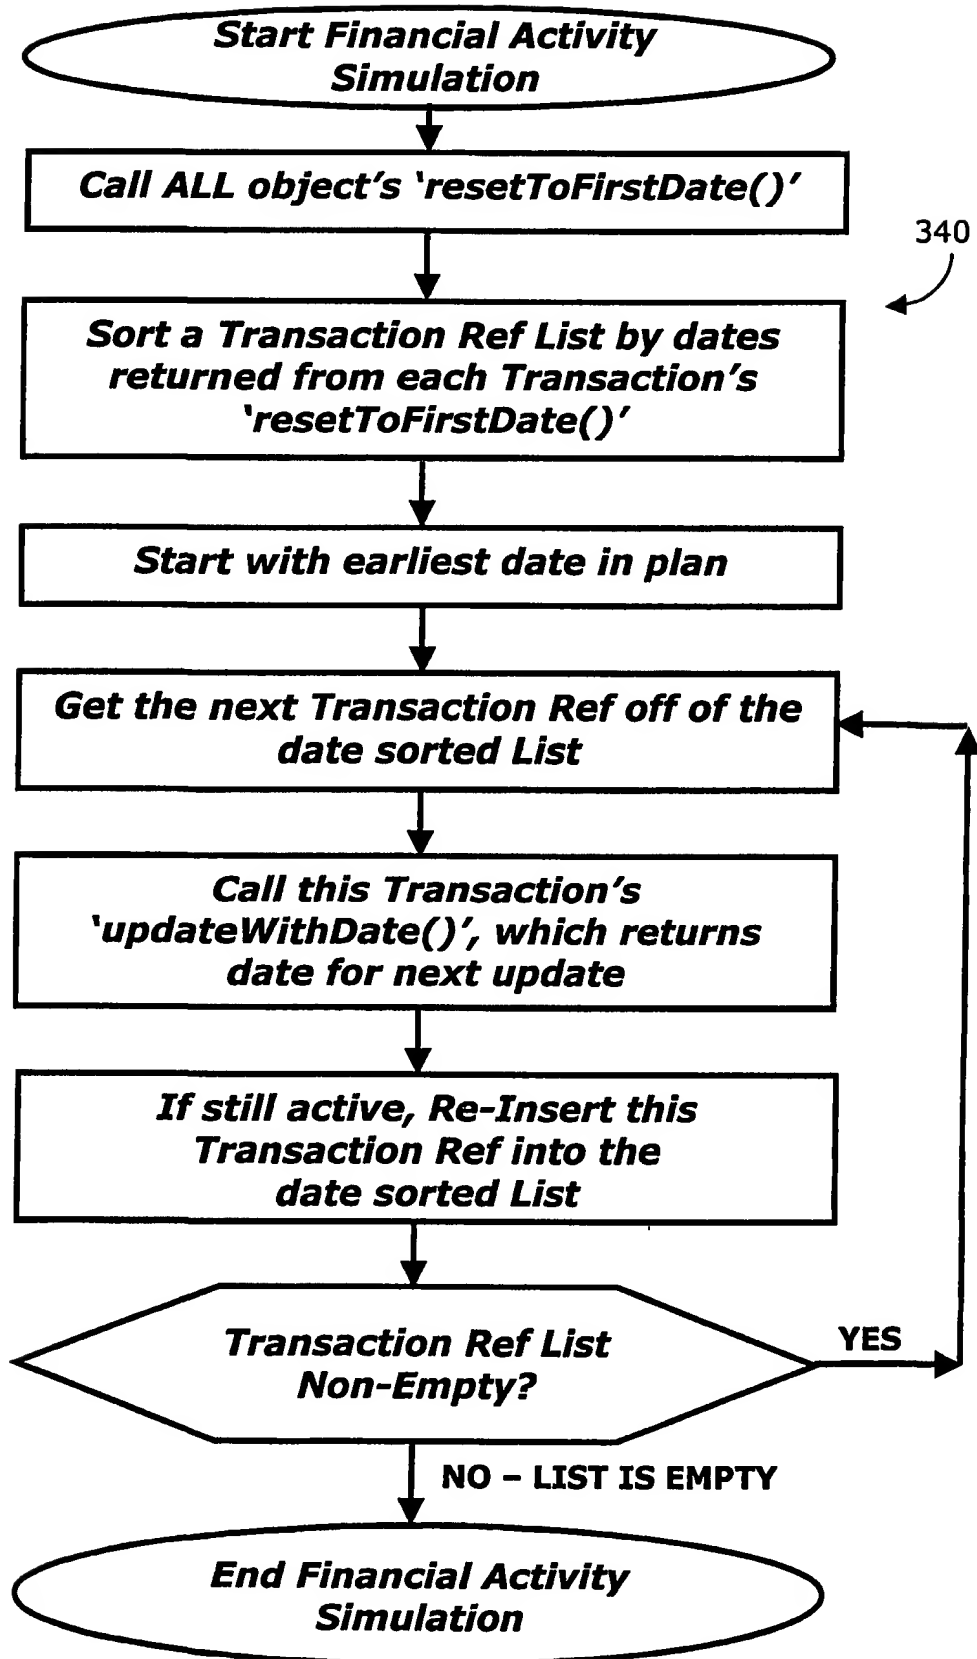 Start Financial Activity
Simulation
Call ALL object's 'resetToFirstDate()'
340
Sort a Transaction Ref List by dates
returned from each Transaction's
'resetToFirstDate()'
Start with earliest date in plan
Get the next Transaction Ref off of the
date sorted List
Call this Transaction's
'updateWithDate()', which returns
date for next update
If still active, Re-Insert this
Transaction Ref into the
date sorted List
Transaction Ref List
Non-Empty?
YES
NO – LIST IS EMPTY
End Financial Activity
Simulation